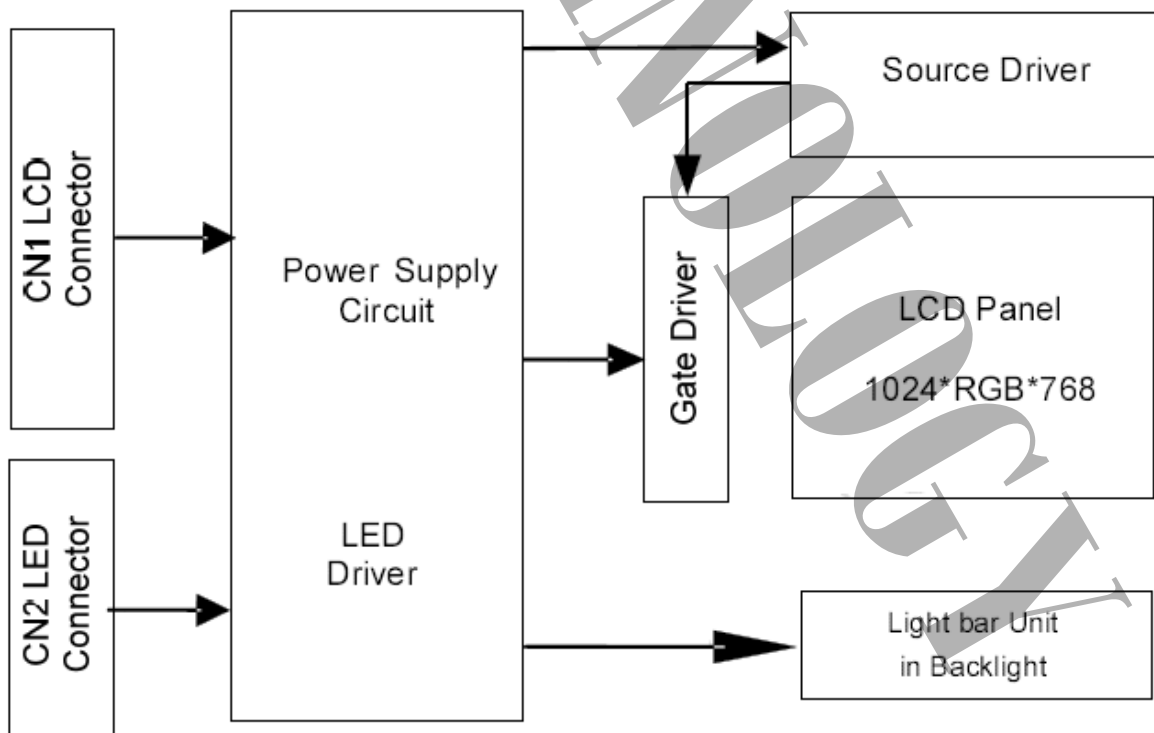 CN1 LCD
Connector
CN2 LED
Connector
Power Supply
Circuit
LED
Driver
Source Driver
Gate Driver
LCD Panel
1024*RGB*768
Light bar Unit
in Backlight
NOLOGY